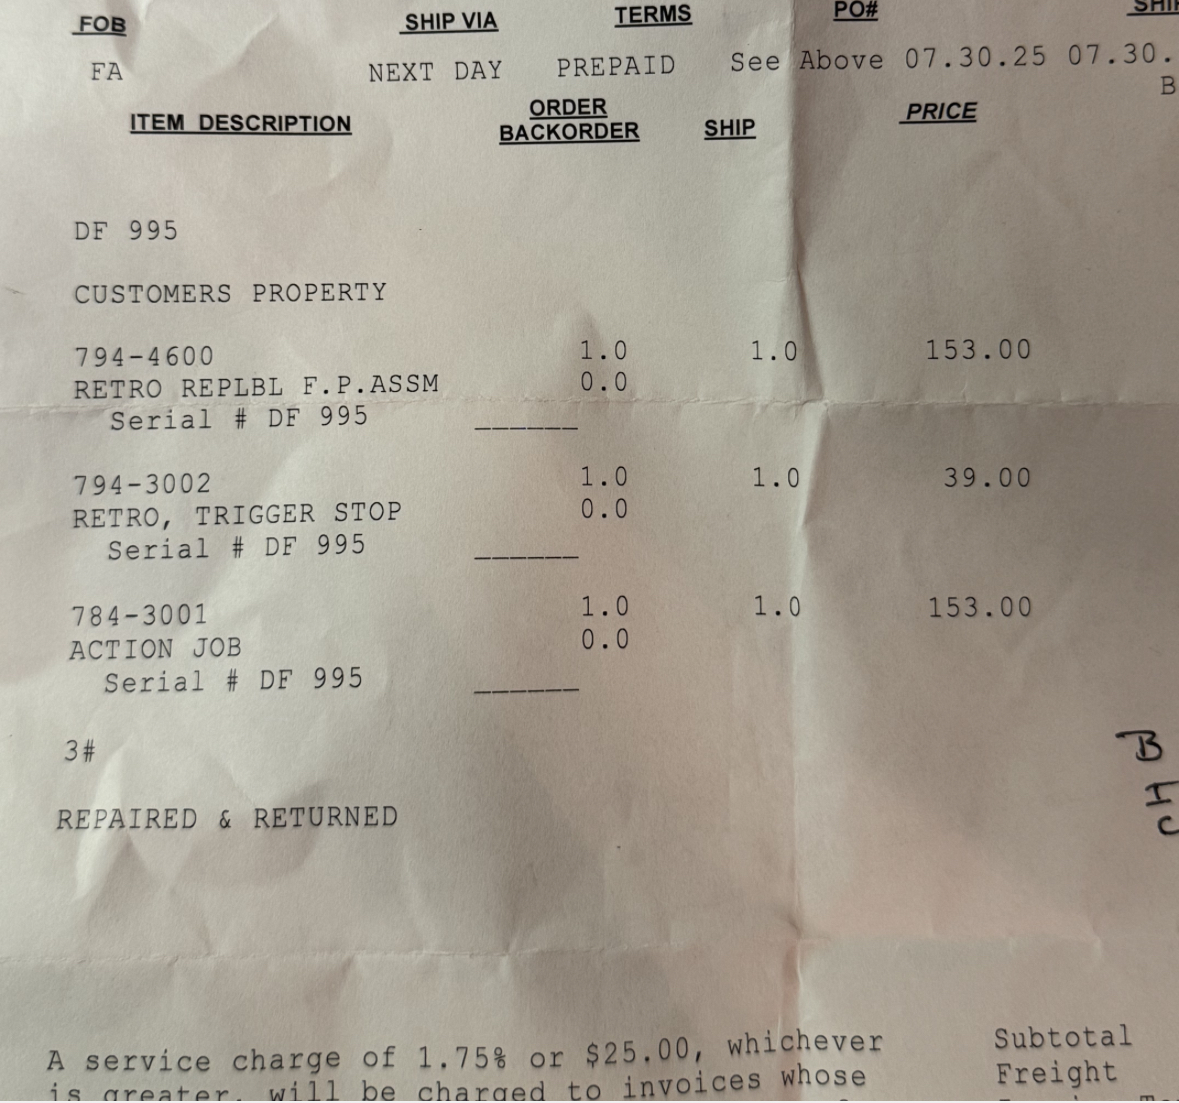 FOB SHIP VIA TERMS PO# SHIP
FA NEXT DAY PREPAID See Above 07.30.25 07.30.
B
ITEM DESCRIPTION ORDER BACKORDER SHIP PRICE
DF 995
CUSTOMERS PROPERTY
794-4600 1.0 1.0 153.00
RETRO REPLBL F.P.ASSM 0.0
Serial # DF 995 ______
794-3002 1.0 1.0 39.00
RETRO, TRIGGER STOP 0.0
Serial # DF 995 ______
784-3001 1.0 1.0 153.00
ACTION JOB 0.0
Serial # DF 995 ______
3#
B
REPAIRED & RETURNED
A service charge of 1.75% or $25.00, whichever Subtotal
is greater, will be charged to invoices whose Freight